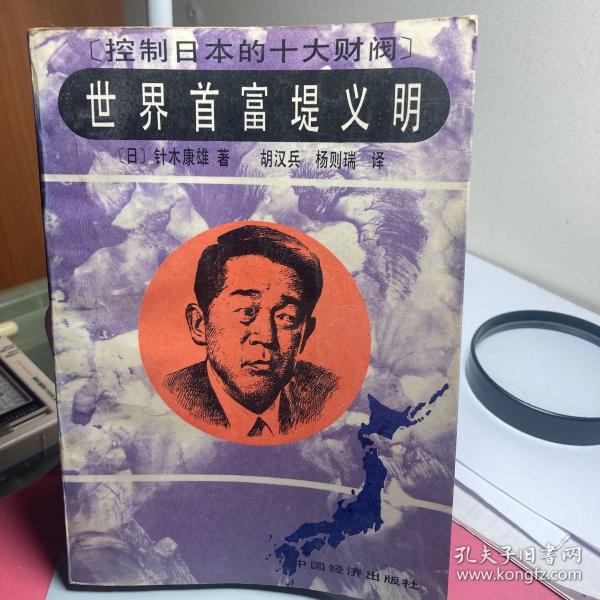 〔控制日本的十大财阀〕
世界首富堤义明
〔日〕针木康雄 著 胡汉兵 杨则瑞 译
中国经济出版社
孔夫子旧书网
www.kongfz.com